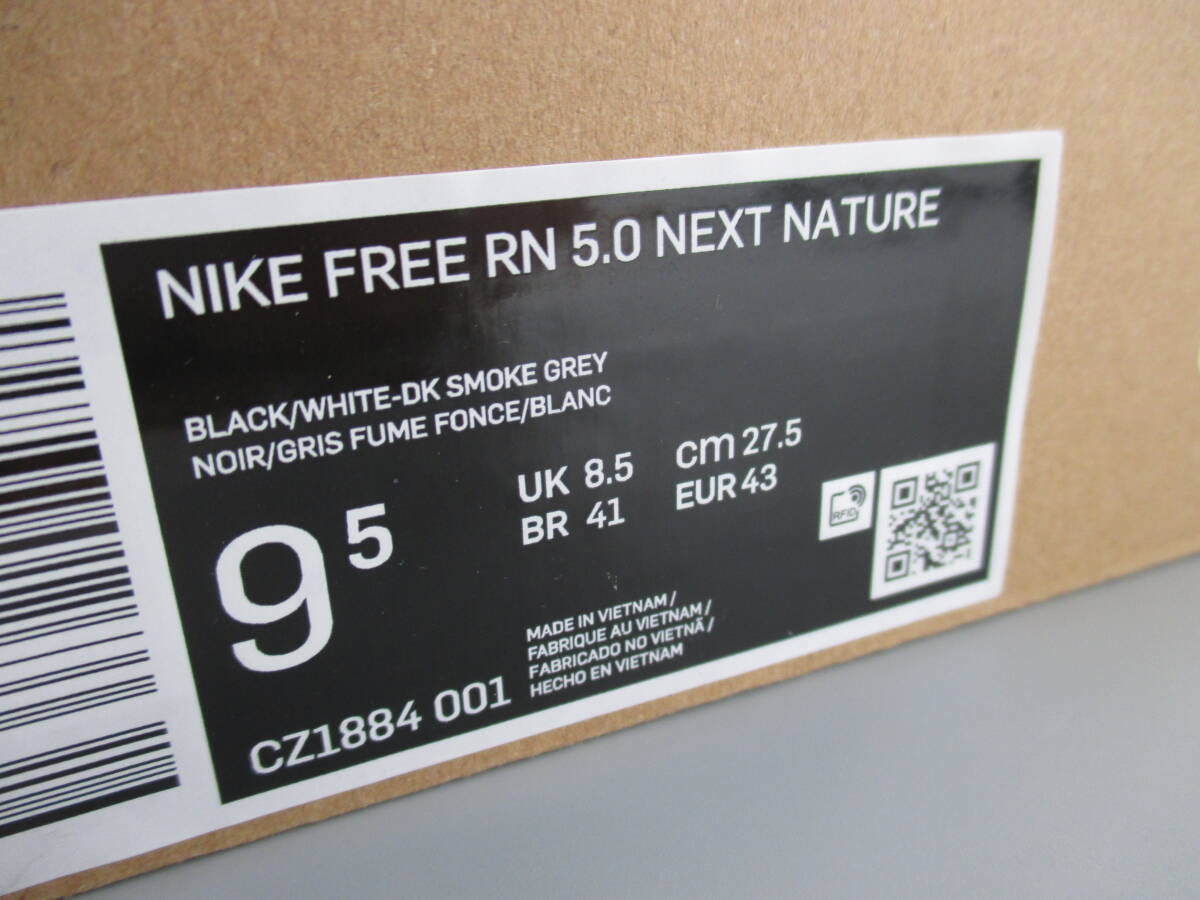 NIKE FREE RN 5.0 NEXT NATURE
BLACK/WHITE-DK SMOKE GREY
NOIR/GRIS FUME FONCE/BLANC
9 5
UK 8.5
BR 41
cm 27.5
EUR 43
RFID
MADE IN VIETNAM /
FABRIQUE AU VIETNAM /
FABRICADO NO VIETNÃ /
HECHO EN VIETNAM
CZ1884 001